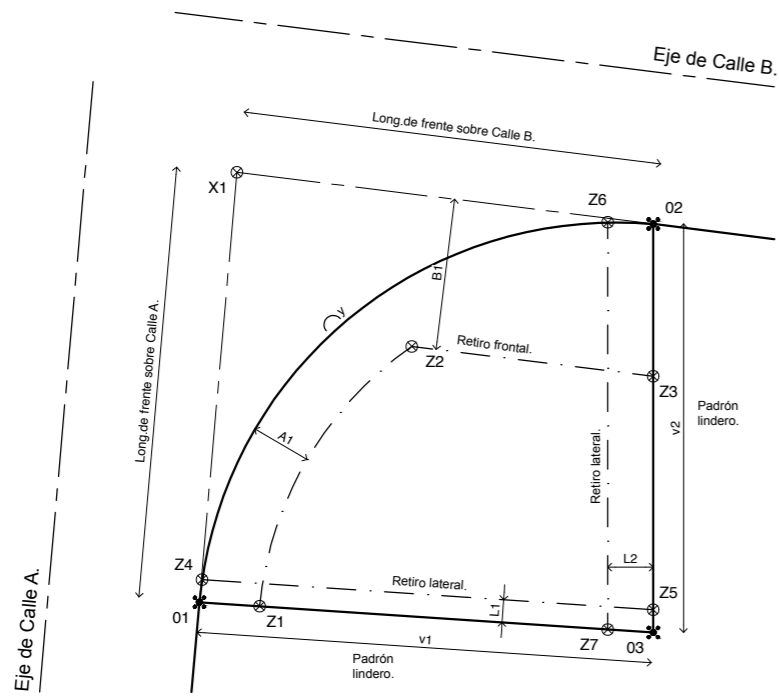 Eje de Calle B.
Long.de frente sobre Calle B.
X1
Z6
02
B1
y
Long.de frente sobre Calle A.
Z2
Retiro frontal.
Z3
Padrón
lindero.
v2
A1
Retiro lateral.
Z4
Retiro lateral.
L2
L1
Z5
01
Z1
v1
Z7
03
Padrón
lindero.
Eje de Calle A.